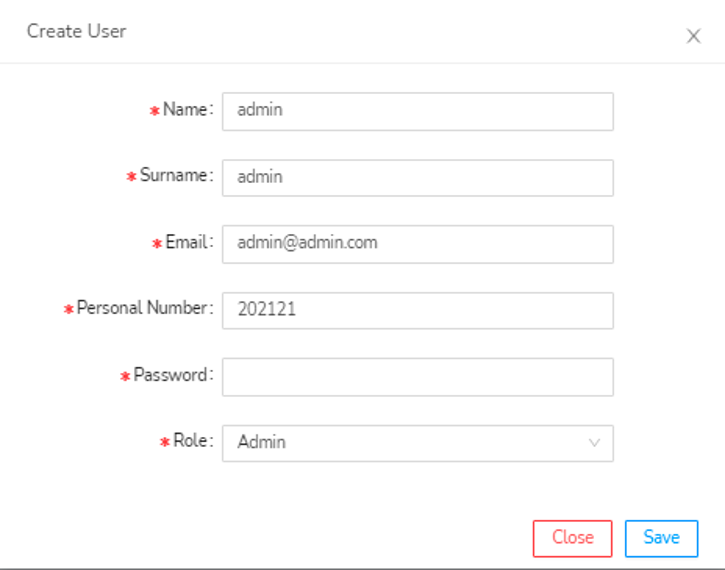 Create User
* Name: admin
* Surname: admin
* Email: admin@admin.com
* Personal Number: 202121
* Password:
* Role: Admin
Close Save